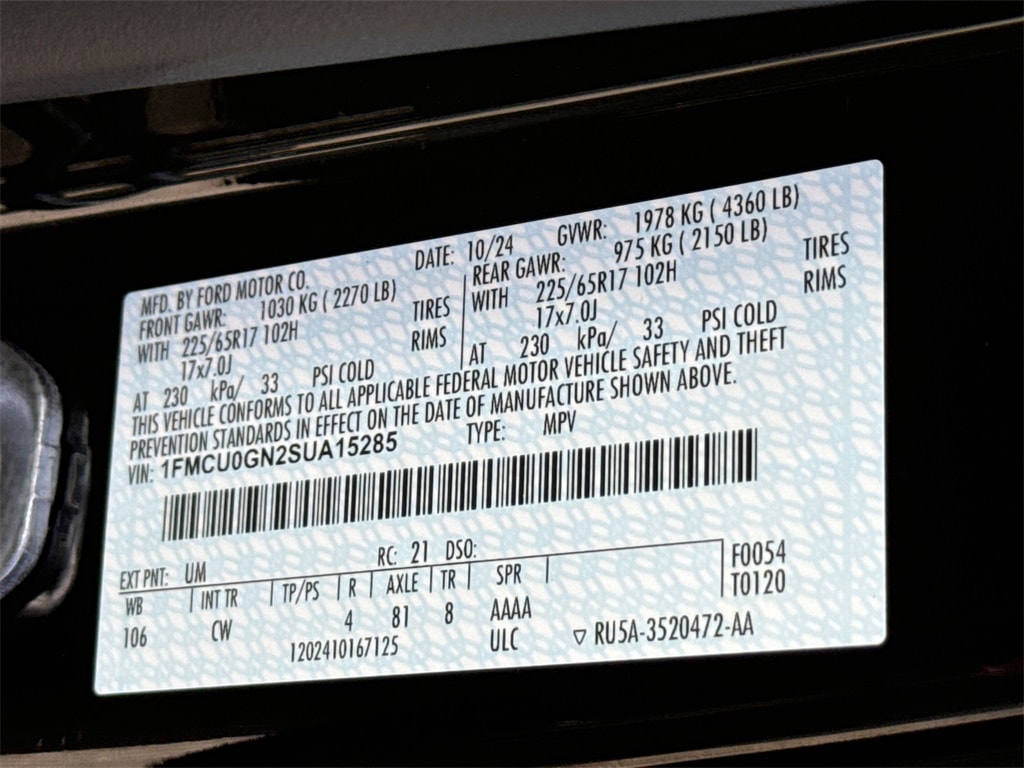 MFD. BY FORD MOTOR CO. DATE: 10/24 GVWR: 1978 KG ( 4360 LB)
FRONT GAWR: 1030 KG ( 2270 LB) REAR GAWR: 975 KG ( 2150 LB)
WITH 225/65R17 102H TIRES WITH 225/65R17 102H TIRES
17x7.0J RIMS 17x7.0J RIMS
AT 230 kPa/ 33 PSI COLD AT 230 kPa/ 33 PSI COLD
THIS VEHICLE CONFORMS TO ALL APPLICABLE FEDERAL MOTOR VEHICLE SAFETY AND THEFT
PREVENTION STANDARDS IN EFFECT ON THE DATE OF MANUFACTURE SHOWN ABOVE.
VIN: 1FMCU0GN2SUA15285 TYPE: MPV
EXT PNT: UM RC: 21 DSO: F0054
WB INT TR TP/PS R AXLE TR SPR T0120
106 CW 4 81 8 AAAA
1202410167125 ULC ▽ RU5A-3520472-AA